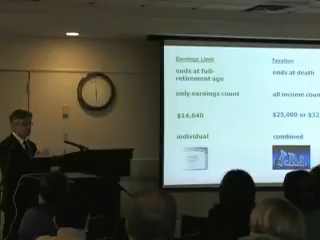 Earnings Limit Taxation
ends at full- ends at death
retirement age
only earnings count all income coun
$14,640 $25,000 or $32
individual combined